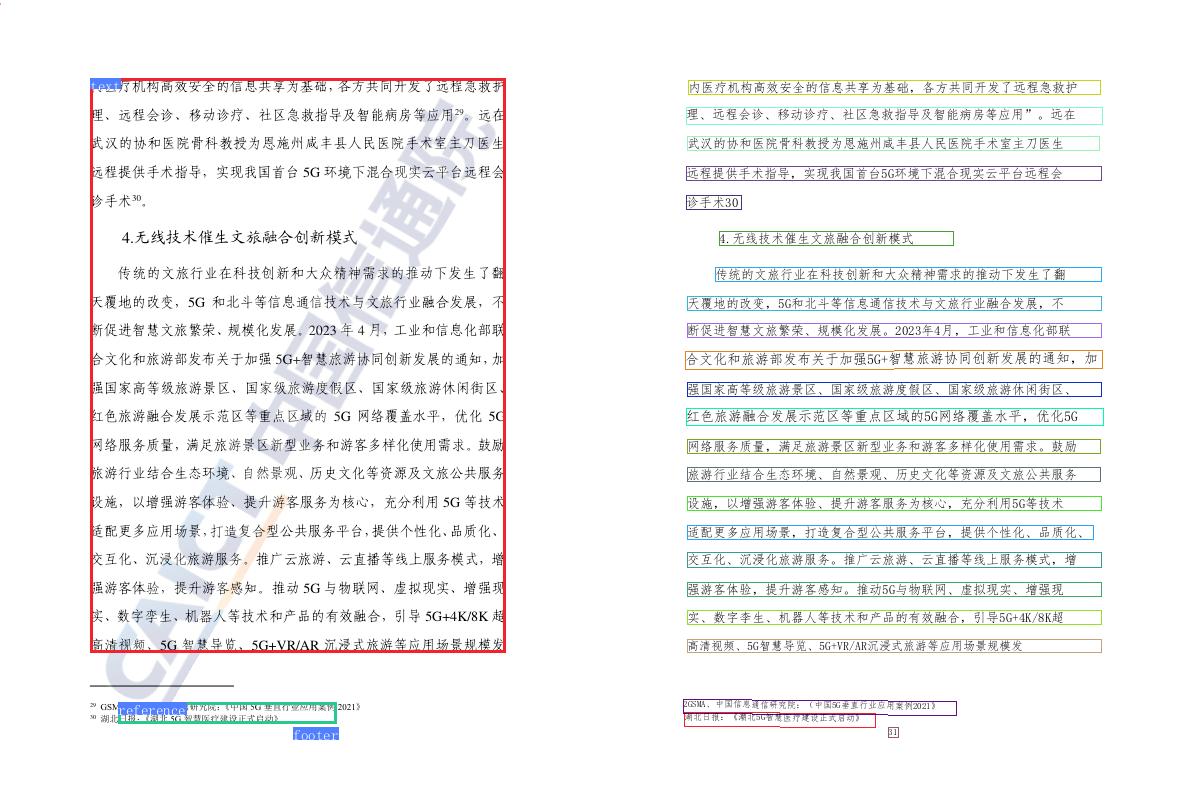 text
内医疗机构高效安全的信息共享为基础，各方共同开发了远程急救护
理、远程会诊、移动诊疗、社区急救指导及智能病房等应用²⁹。远在
武汉的协和医院骨科教授为恩施州咸丰县人民医院手术室主刀医生
远程提供手术指导，实现我国首台 5G 环境下混合现实云平台远程会
诊手术³⁰。
4.无线技术催生文旅融合创新模式
传统的文旅行业在科技创新和大众精神需求的推动下发生了翻
天覆地的改变，5G 和北斗等信息通信技术与文旅行业融合发展，不
断促进智慧文旅繁荣、规模化发展。2023 年 4 月，工业和信息化部联
合文化和旅游部发布关于加强 5G+智慧旅游协同创新发展的通知，加
强国家高等级旅游景区、国家级旅游度假区、国家级旅游休闲街区、
红色旅游融合发展示范区等重点区域的 5G 网络覆盖水平，优化 5G
网络服务质量，满足旅游景区新型业务和游客多样化使用需求。鼓励
旅游行业结合生态环境、自然景观、历史文化等资源及文旅公共服务
设施，以增强游客体验、提升游客服务为核心，充分利用 5G 等技术
适配更多应用场景，打造复合型公共服务平台，提供个性化、品质化、
交互化、沉浸化旅游服务。推广云旅游、云直播等线上服务模式，增
强游客体验，提升游客感知。推动 5G 与物联网、虚拟现实、增强现
实、数字孪生、机器人等技术和产品的有效融合，引导 5G+4K/8K 超
高清视频、5G 智慧导览、5G+VR/AR 沉浸式旅游等应用场景规模发
CAICT 中国信通院
²⁹ GSM
reference
研究院：《中国 5G 垂直行业应用案例 2021》
³⁰ 湖北日报：《湖北 5G 智慧医疗建设正式启动》
footer
内医疗机构高效安全的信息共享为基础，各方共同开发了远程急救护
理、远程会诊、移动诊疗、社区急救指导及智能病房等应用”。远在
武汉的协和医院骨科教授为恩施州咸丰县人民医院手术室主刀医生
远程提供手术指导，实现我国首台5G环境下混合现实云平台远程会
诊手术30
4.无线技术催生文旅融合创新模式
传统的文旅行业在科技创新和大众精神需求的推动下发生了翻
天覆地的改变，5G和北斗等信息通信技术与文旅行业融合发展，不
断促进智慧文旅繁荣、规模化发展。2023年4月，工业和信息化部联
合文化和旅游部发布关于加强5G+智慧旅游协同创新发展的通知，加
强国家高等级旅游景区、国家级旅游度假区、国家级旅游休闲街区、
红色旅游融合发展示范区等重点区域的5G网络覆盖水平，优化5G
网络服务质量，满足旅游景区新型业务和游客多样化使用需求。鼓励
旅游行业结合生态环境、自然景观、历史文化等资源及文旅公共服务
设施，以增强游客体验、提升游客服务为核心，充分利用5G等技术
适配更多应用场景，打造复合型公共服务平台，提供个性化、品质化、
交互化、沉浸化旅游服务。推广云旅游、云直播等线上服务模式，增
强游客体验，提升游客感知。推动5G与物联网、虚拟现实、增强现
实、数字李生、机器人等技术和产品的有效融合，引导5G+4K/8K超
高清视频、5G智慧导览、5G+VR/AR沉浸式旅游等应用场景规模发
2GSMA、中国信息通信研究院：（中国5G垂直行业应用案例2021》
湖北日报：《湖北5G智慧医疗建设正式启动》
31